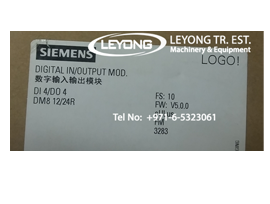 LEYONG
LEYONG TR. EST.
Machinery & Equipment
SIEMENS
LOGO!
DIGITAL IN/OUTPUT MOD.
数字输入输出模块
DI 4/DO 4
DM8 12/24R
FS: 10
FW: V5.0.0
Tel No: +971-6-5323061
FM
3283